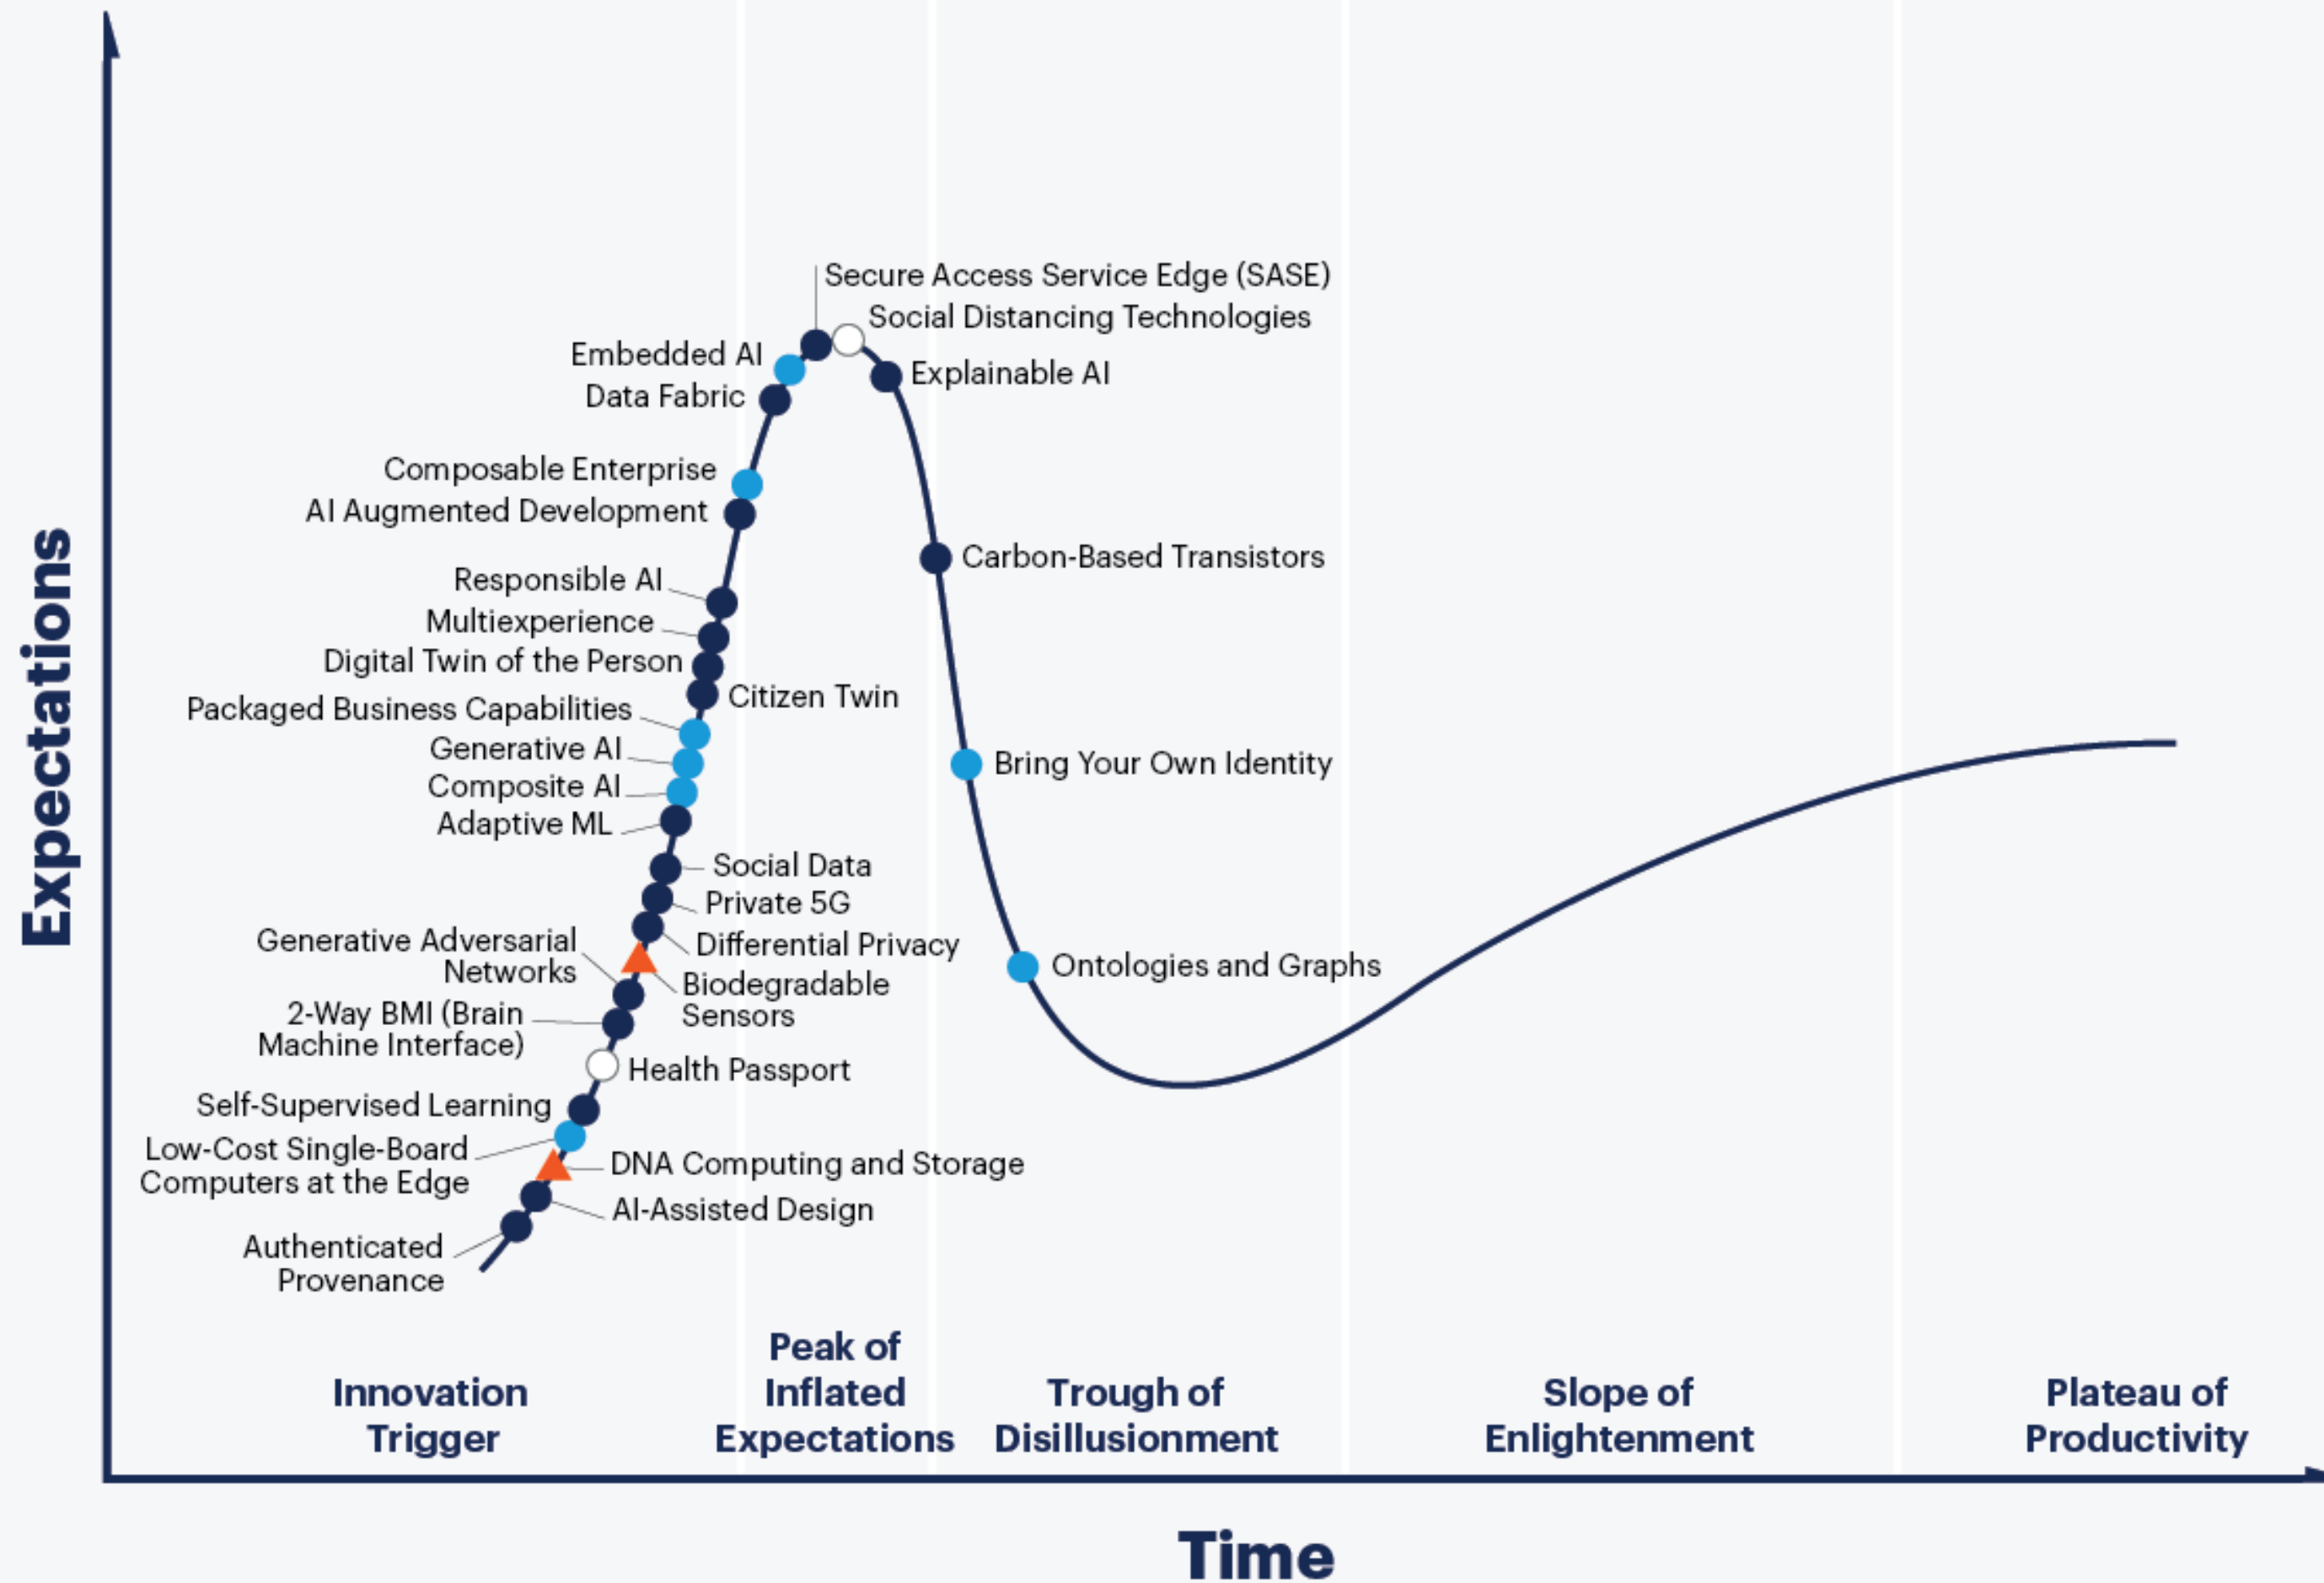 Expectations
Secure Access Service Edge (SASE)
Social Distancing Technologies
Embedded AI
Explainable AI
Data Fabric
Composable Enterprise
AI Augmented Development
Carbon-Based Transistors
Responsible AI
Multiexperience
Digital Twin of the Person
Citizen Twin
Packaged Business Capabilities
Generative AI
Bring Your Own Identity
Composite AI
Adaptive ML
Social Data
Private 5G
Generative Adversarial
Networks
Differential Privacy
Ontologies and Graphs
Biodegradable
Sensors
2-Way BMI (Brain
Machine Interface)
Health Passport
Self-Supervised Learning
Low-Cost Single-Board
Computers at the Edge
DNA Computing and Storage
AI-Assisted Design
Authenticated
Provenance
Innovation
Trigger
Peak of
Inflated
Expectations
Trough of
Disillusionment
Slope of
Enlightenment
Plateau of
Productivity
Time